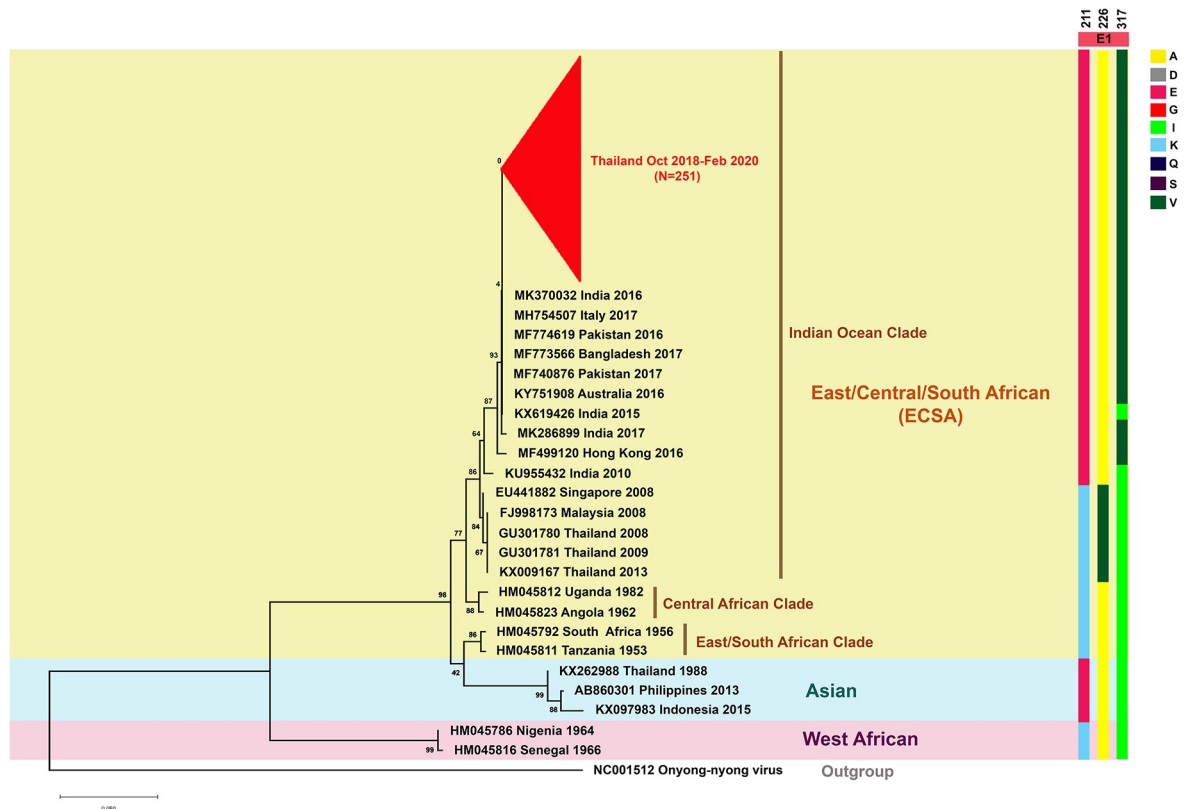 211 226 317
E1
A
D
E
G
I
K
Q
S
V
0
Thailand Oct 2018-Feb 2020
(N=251)
4
MK370032 India 2016
MH754507 Italy 2017
MF774619 Pakistan 2016
Indian Ocean Clade
93
MF773566 Bangladesh 2017
MF740876 Pakistan 2017
KY751908 Australia 2016
East/Central/South African
(ECSA)
87
KX619426 India 2015
64
MK286899 India 2017
MF499120 Hong Kong 2016
86
KU955432 India 2010
EU441882 Singapore 2008
FJ998173 Malaysia 2008
84
GU301780 Thailand 2008
77
67
GU301781 Thailand 2009
KX009167 Thailand 2013
98
HM045812 Uganda 1982
Central African Clade
88
HM045823 Angola 1962
86
HM045792 South Africa 1956
East/South African Clade
HM045811 Tanzania 1953
42
KX262988 Thailand 1988
99
AB860301 Philippines 2013
Asian
88
KX097983 Indonesia 2015
HM045786 Nigenia 1964
West African
99
HM045816 Senegal 1966
NC001512 Onyong-nyong virus
Outgroup